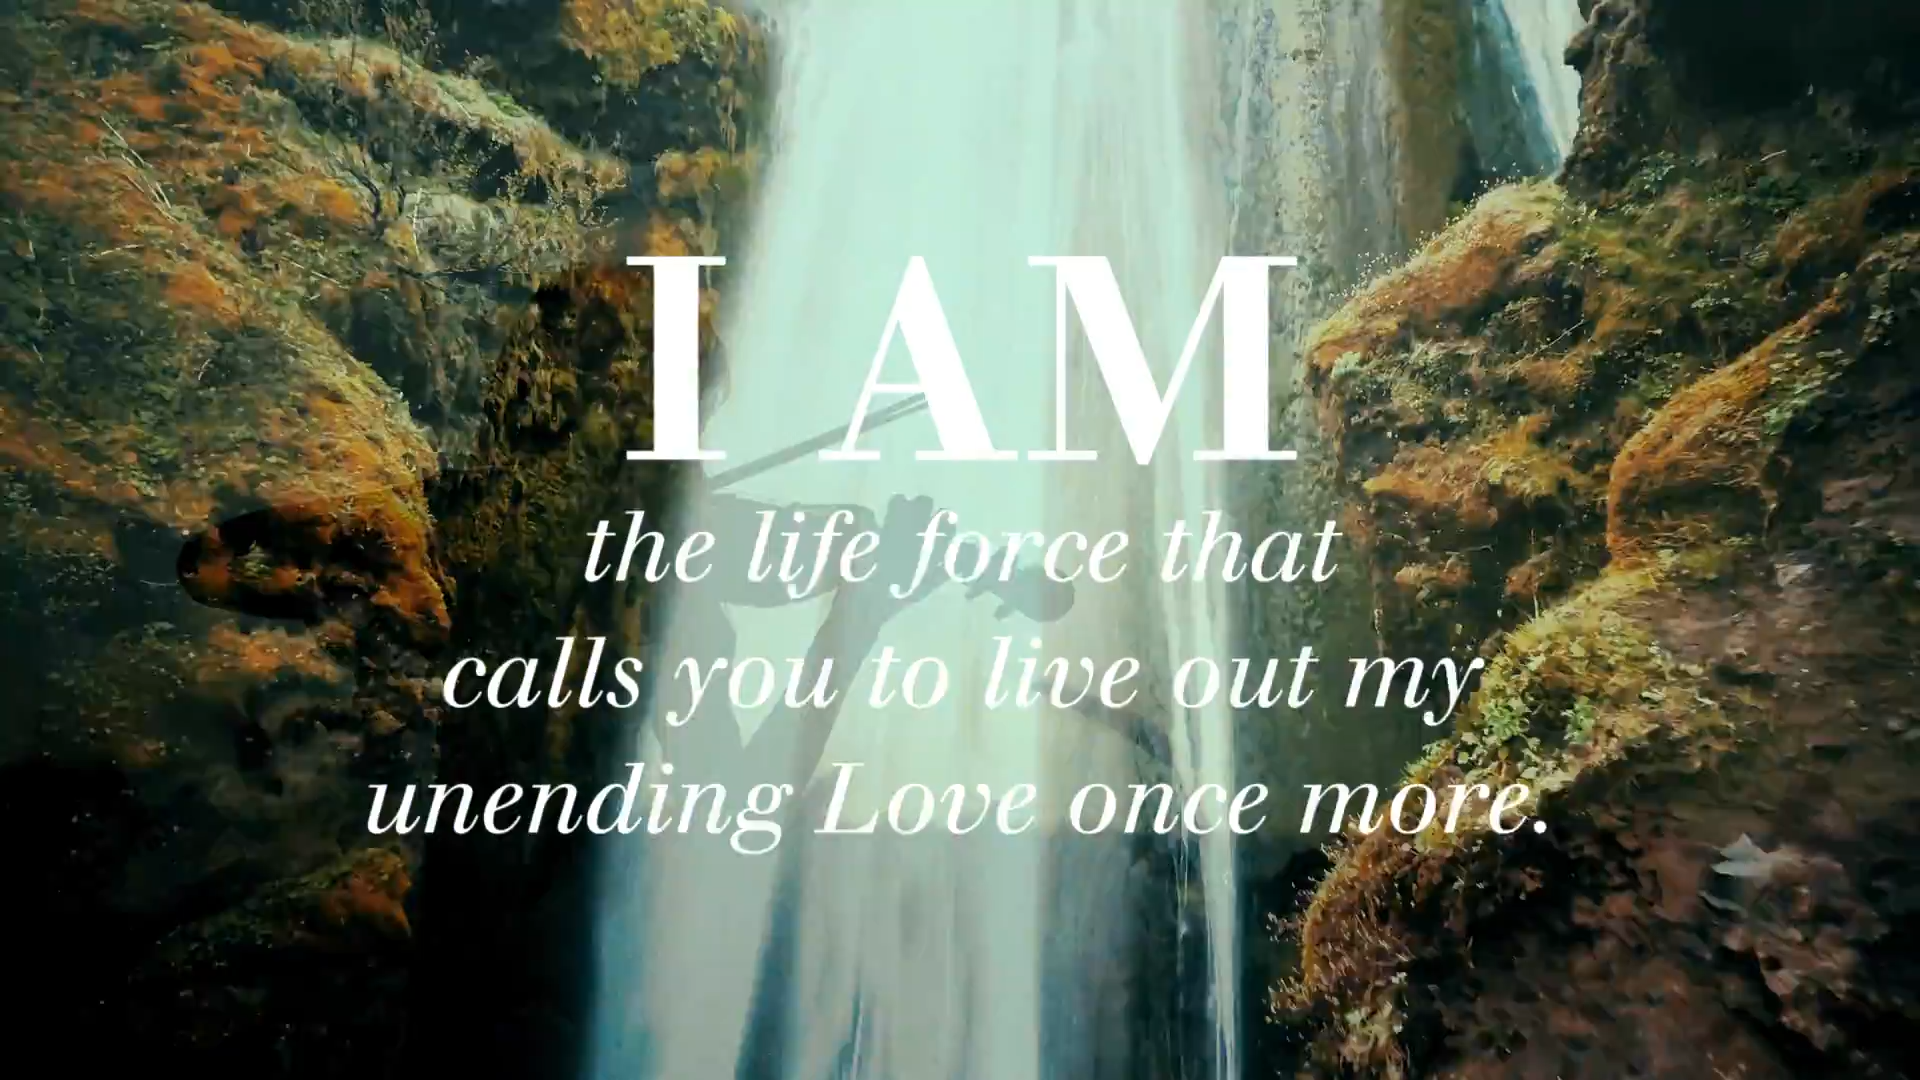 I AM
the life force that
calls you to live out my
unending Love once more.